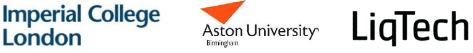 Imperial College
London
Aston University
Birmingham
LiqTech